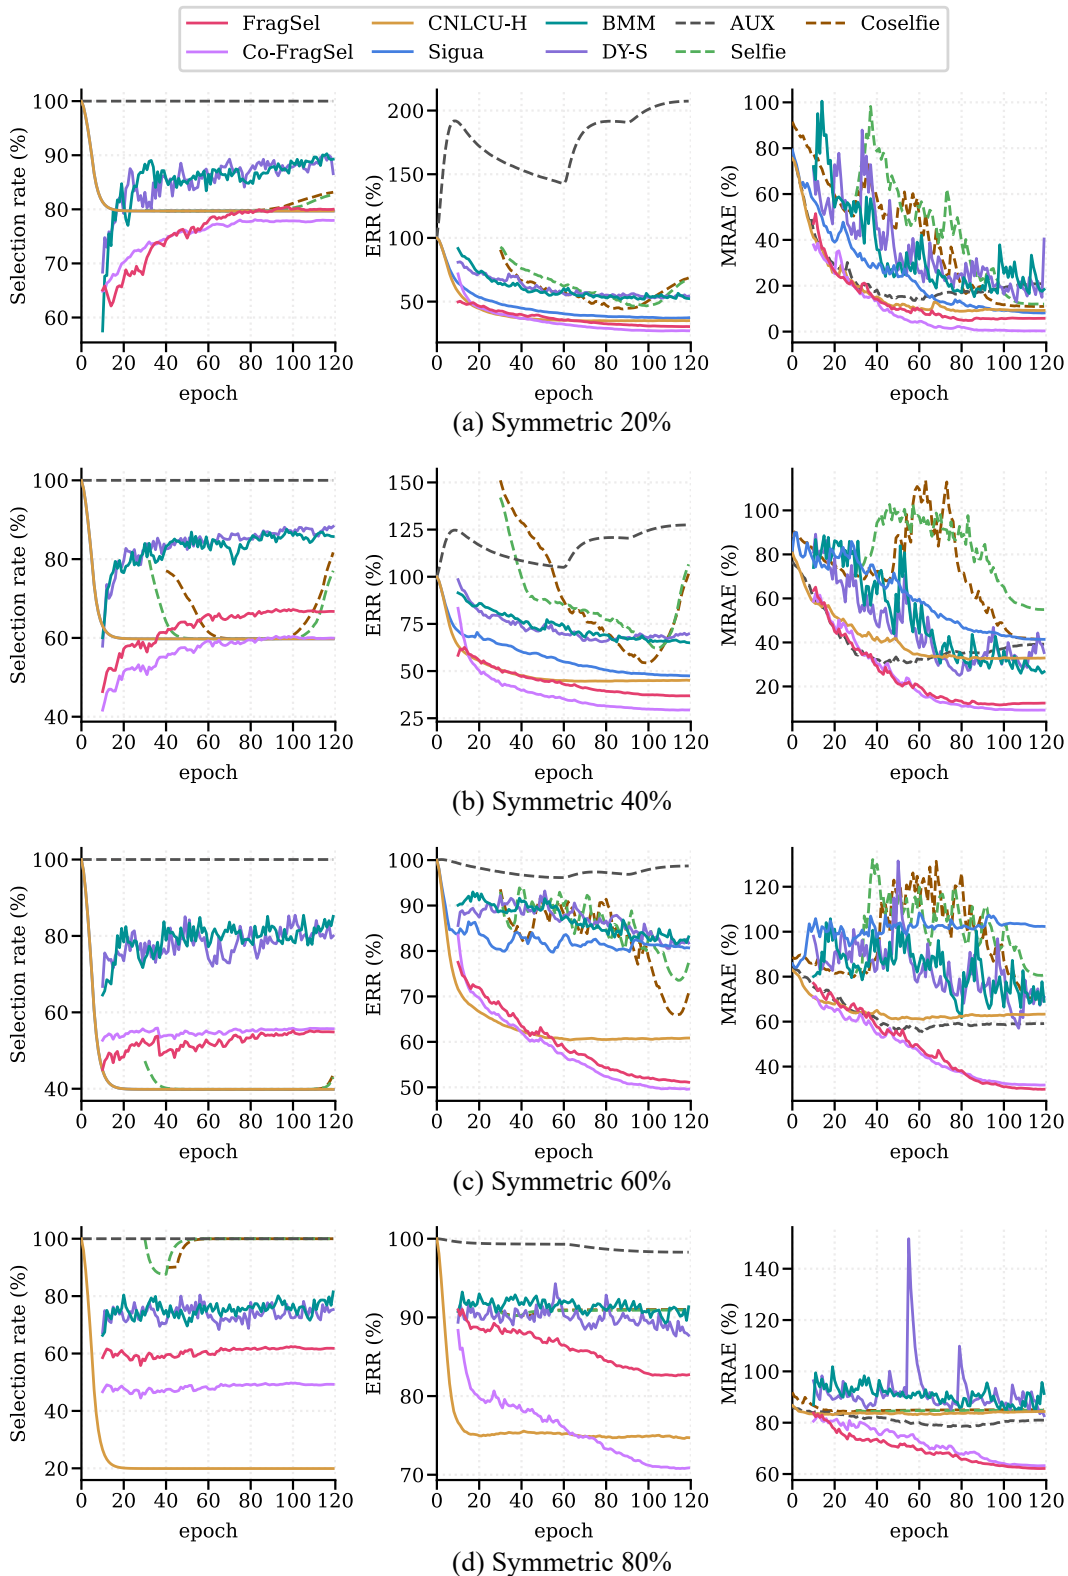 FragSel CNLCU-H BMM AUX Coselfie
Co-FragSel Sigua DY-S Selfie
Selection rate (%)
100
90
80
70
60
0 20 40 60 80 100 120
epoch
ERR (%)
200
150
100
50
0 20 40 60 80 100 120
epoch
MRAE (%)
100
80
60
40
20
0
0 20 40 60 80 100 120
epoch
(a) Symmetric 20%
Selection rate (%)
100
80
60
40
0 20 40 60 80 100 120
epoch
ERR (%)
150
125
100
75
50
25
0 20 40 60 80 100 120
epoch
MRAE (%)
100
80
60
40
20
0 20 40 60 80 100 120
epoch
(b) Symmetric 40%
Selection rate (%)
100
80
60
40
0 20 40 60 80 100 120
epoch
ERR (%)
100
90
80
70
60
50
0 20 40 60 80 100 120
epoch
MRAE (%)
120
100
80
60
40
0 20 40 60 80 100 120
epoch
(c) Symmetric 60%
Selection rate (%)
100
80
60
40
20
0 20 40 60 80 100 120
epoch
ERR (%)
100
90
80
70
0 20 40 60 80 100 120
epoch
MRAE (%)
140
120
100
80
60
0 20 40 60 80 100 120
epoch
(d) Symmetric 80%